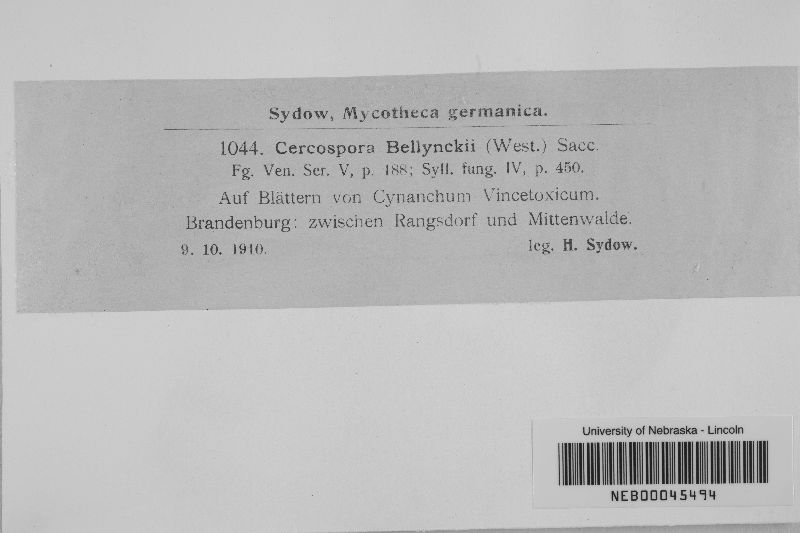 Sydow, Mycotheca germanica.
1044. Cercospora Bellynckii (West.) Sacc.
Fg. Ven. Ser. V, p. 188; Syll. fung. IV, p. 450.
Auf Blättern von Cynanchum Vincetoxicum.
Brandenburg: zwischen Rangsdorf und Mittenwalde.
9. 10. 1910. leg. H. Sydow.
University of Nebraska - Lincoln
NEB00045494